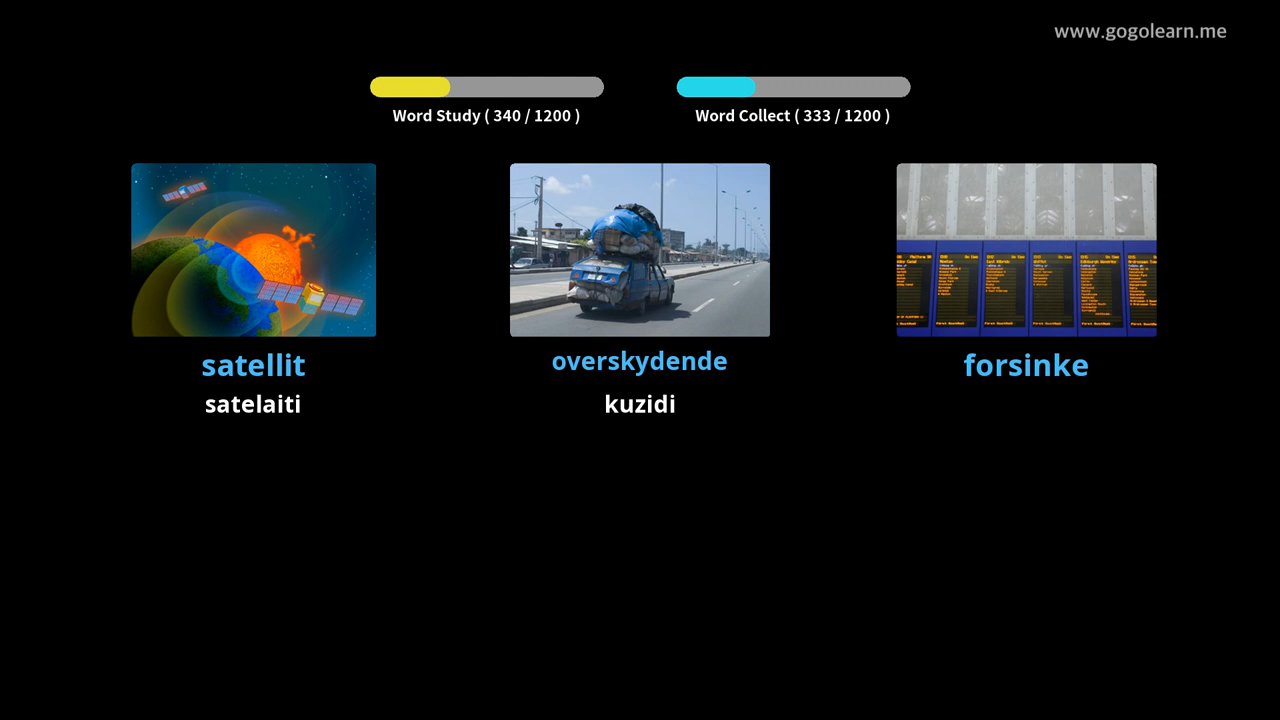 www.gogolearn.me
Word Study ( 340 / 1200 )
Word Collect ( 333 / 1200 )
satellit
overskydende
forsinke
satelaiti
kuzidi